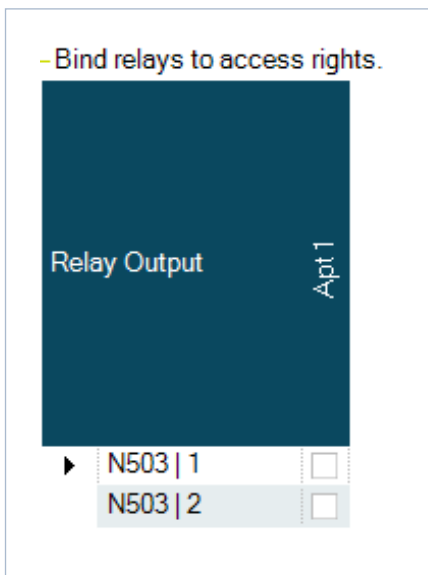 Bind relays to access rights.
Relay Output Apt 1
N503 | 1
N503 | 2